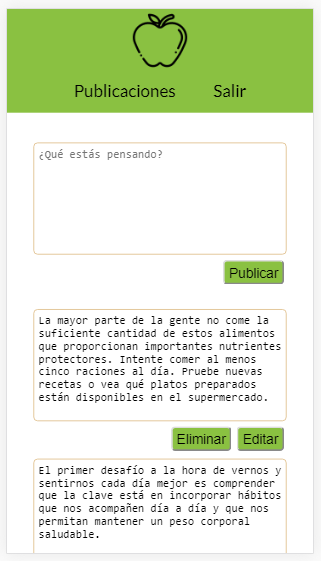 Publicaciones Salir
¿Qué estás pensando?
Publicar
La mayor parte de la gente no come la
suficiente cantidad de estos alimentos
que proporcionan importantes nutrientes
protectores. Intente comer al menos
cinco raciones al día. Pruebe nuevas
recetas o vea qué platos preparados
están disponibles en el supermercado.
Eliminar Editar
El primer desafío a la hora de vernos y
sentirnos cada día mejor es comprender
que la clave está en incorporar hábitos
que nos acompañen día a día y que nos
permitan mantener un peso corporal
saludable.